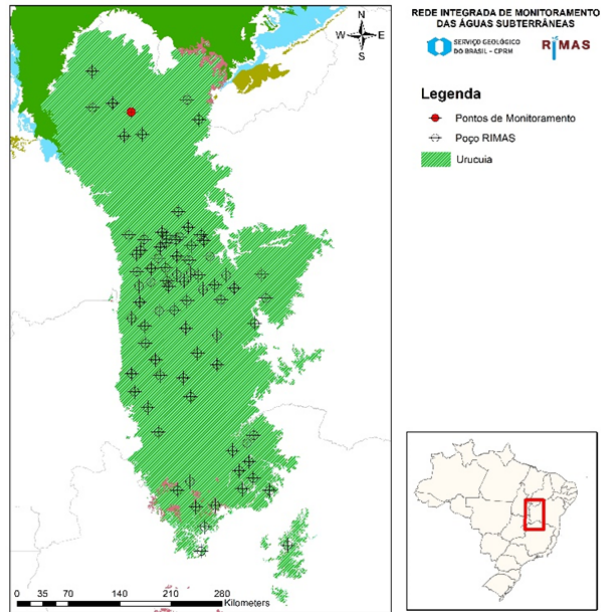 REDE INTEGRADA DE MONITORAMENTO
DAS ÁGUAS SUBTERRÂNEAS
SERVIÇO GEOLÓGICO
DO BRASIL – CPRM
RIMAS
N
W
E
S
Legenda
Pontos de Monitoramento
Poço RIMAS
Urucuia
0 35 70 140 210 280
Kilometers